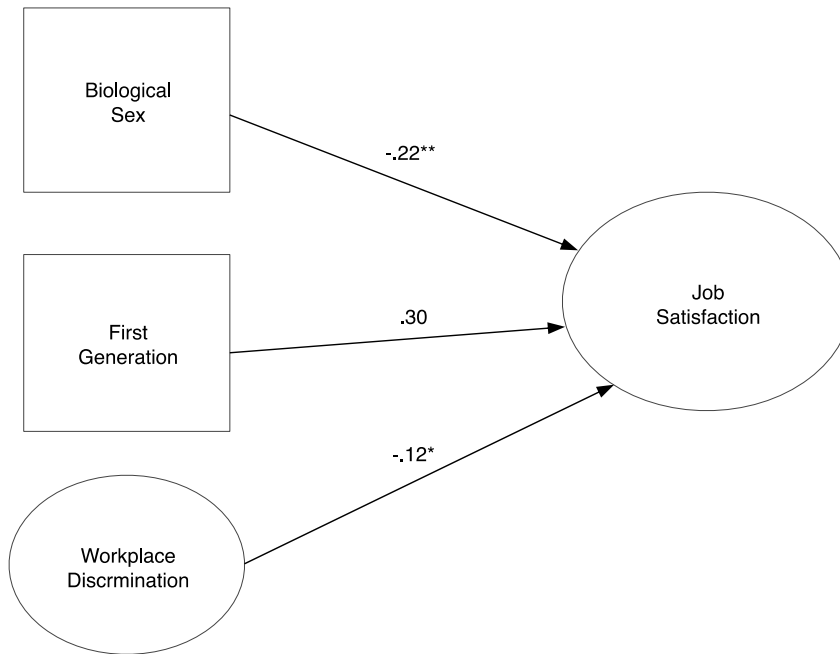 Biological
Sex
-.22**
First
Generation
.30
Job
Satisfaction
-.12*
Workplace
Discrmination